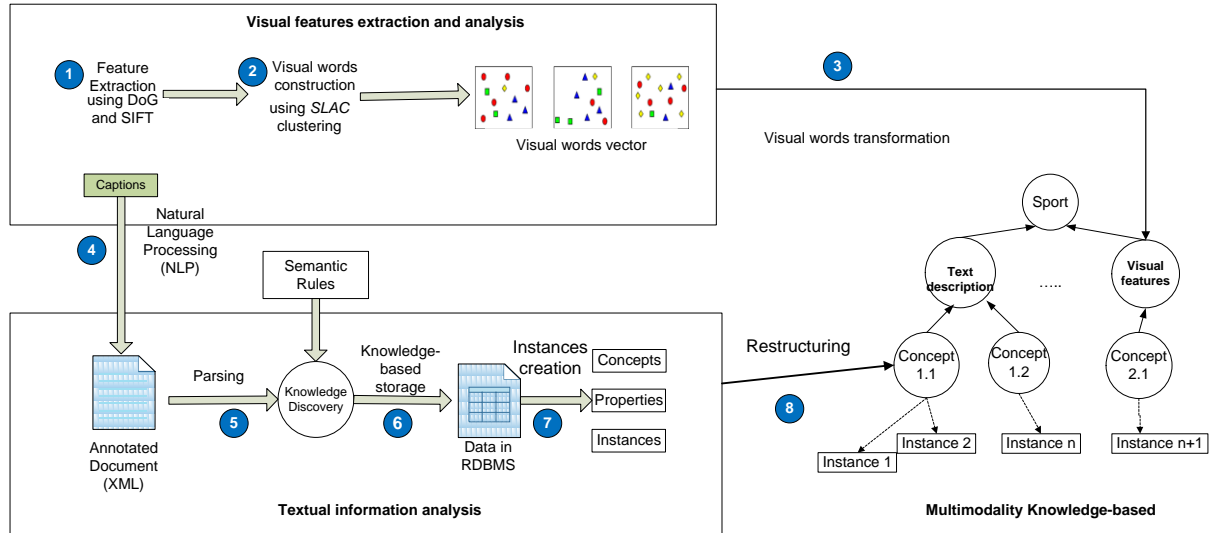 Visual features extraction and analysis
1
Feature
Extraction
using DoG
and SIFT
2
Visual words
construction
using SLAC
clustering
Visual words vector
3
Visual words transformation
Captions
4
Natural
Language
Processing
(NLP)
Semantic
Rules
Sport
Text
description
.....
Visual
features
Annotated
Document
(XML)
Parsing
5
Knowledge
Discovery
Knowledge-
based
storage
6
Data in
RDBMS
Instances
creation
7
Concepts
Properties
Instances
Restructuring
8
Concept
1.1
Concept
1.2
Concept
2.1
Instance 1
Instance 2
Instance n
Instance n+1
Textual information analysis
Multimodality Knowledge-based